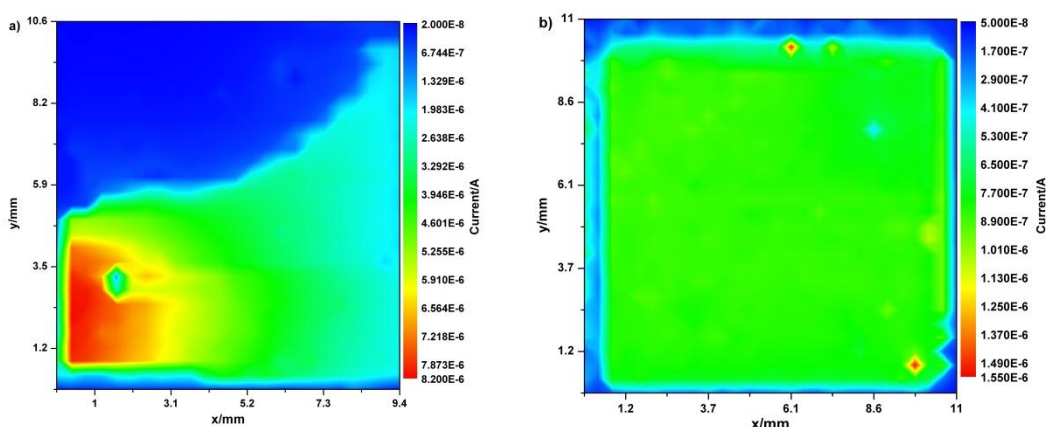 a)
10.6
8.2
5.9
3.5
1.2
y/mm
1
3.1
5.2
7.3
9.4
x/mm
2.000E-8
6.744E-7
1.329E-6
1.983E-6
2.638E-6
3.292E-6
3.946E-6
4.601E-6
5.255E-6
5.910E-6
6.564E-6
7.218E-6
7.873E-6
8.200E-6
Current/A
b)
11
8.6
6.1
3.7
1.2
y/mm
1.2
3.7
6.1
8.6
11
x/mm
5.000E-8
1.700E-7
2.900E-7
4.100E-7
5.300E-7
6.500E-7
7.700E-7
8.900E-7
1.010E-6
1.130E-6
1.250E-6
1.370E-6
1.490E-6
1.550E-6
Current/A